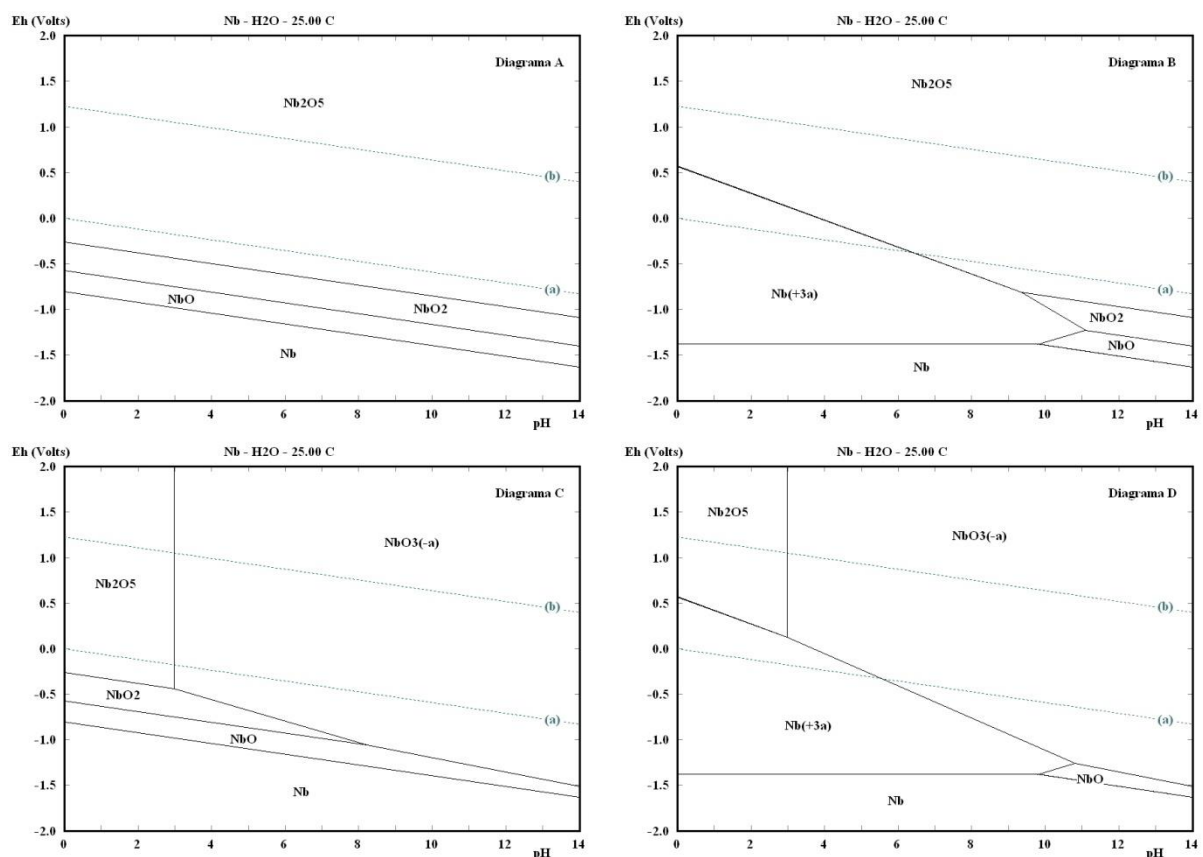 Eh (Volts) Nb - H2O - 25.00 C
2.0
Diagrama A
1.5
Nb2O5
1.0
(b)
0.5
0.0
-0.5
(a)
NbO2
NbO
-1.0
-1.5
Nb
-2.0
0 2 4 6 8 10 12 14
pH
Eh (Volts) Nb - H2O - 25.00 C
2.0
Diagrama B
1.5
Nb2O5
1.0
(b)
0.5
0.0
-0.5
(a)
Nb(+3a)
-1.0
NbO2
NbO
-1.5
Nb
-2.0
0 2 4 6 8 10 12 14
pH
Eh (Volts) Nb - H2O - 25.00 C
2.0
Diagrama C
1.5
NbO3(-a)
1.0
Nb2O5
(b)
0.5
0.0
-0.5
NbO2
(a)
NbO
-1.0
-1.5
Nb
-2.0
0 2 4 6 8 10 12 14
pH
Eh (Volts) Nb - H2O - 25.00 C
2.0
Diagrama D
Nb2O5
1.5
NbO3(-a)
1.0
(b)
0.5
0.0
-0.5
(a)
Nb(+3a)
-1.0
NbO
-1.5
Nb
-2.0
0 2 4 6 8 10 12 14
pH